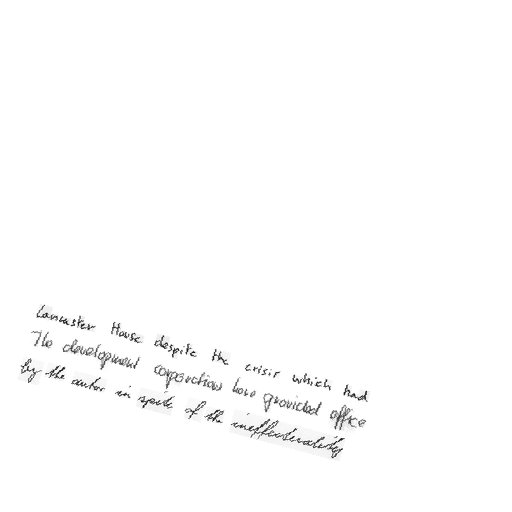 Lancaster House despite the crisis which had
The development corporations have provided office
by the author in spite of the ineffectuality